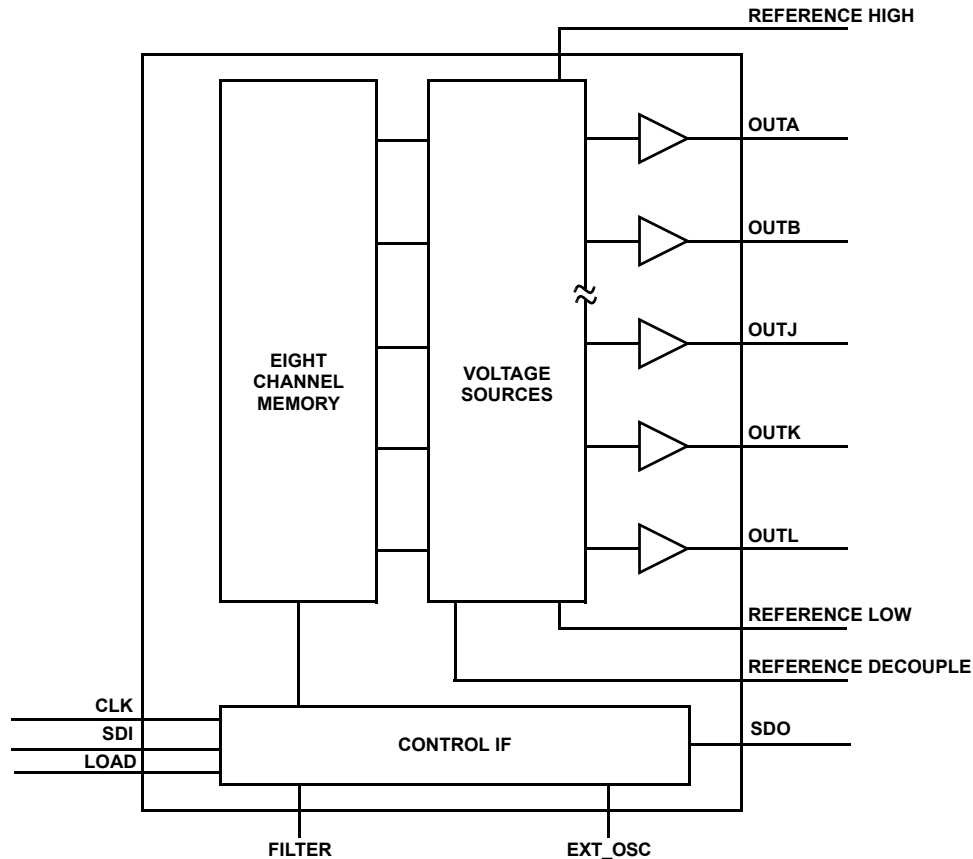 REFERENCE HIGH
OUTA
OUTB
OUTJ
EIGHT
CHANNEL
MEMORY
VOLTAGE
SOURCES
OUTK
OUTL
REFERENCE LOW
REFERENCE DECOUPLE
CLK
SDI
LOAD
CONTROL IF
SDO
FILTER
EXT_OSC